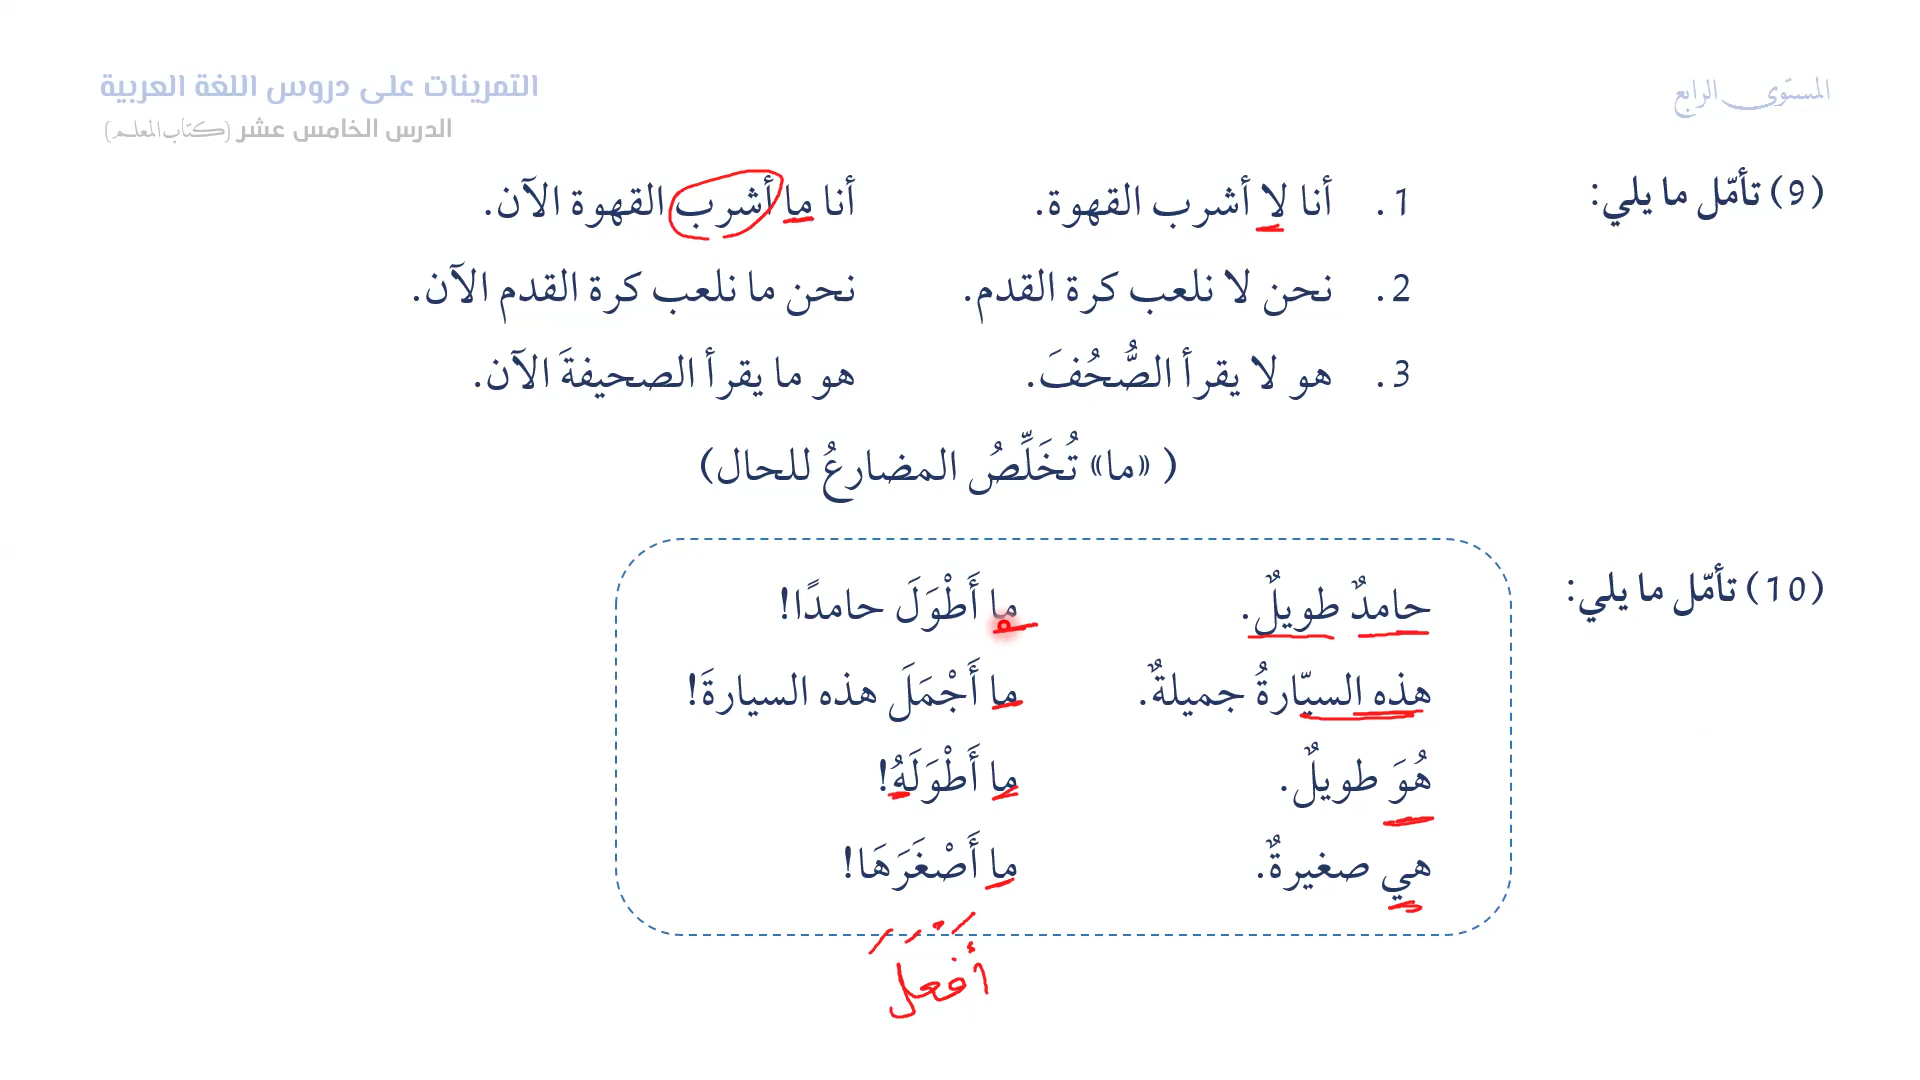 المستوى الرابع
التمرينات على دروس اللغة العربية
الدرس الخامس عشر (كتاب المعلم)
(9) تأمّل ما يلي:
1. أنا لا أشرب القهوة. أنا ما أشرب القهوة الآن.
2. نحن لا نلعب كرة القدم. نحن ما نلعب كرة القدم الآن.
3. هو لا يقرأ الصُّحُفَ. هو ما يقرأ الصحيفةَ الآن.
( «ما» تُخَلِّصُ المضارعُ للحال)
(10) تأمّل ما يلي:
حامدٌ طويلٌ. ما أَطْوَلَ حامدًا!
هذه السيّارةُ جميلةٌ. ما أَجْمَلَ هذه السيارةَ!
هُوَ طويلٌ. ما أَطْوَلَهُ!
هي صغيرةٌ. ما أَصْغَرَهَا!
أَفْعَلَ